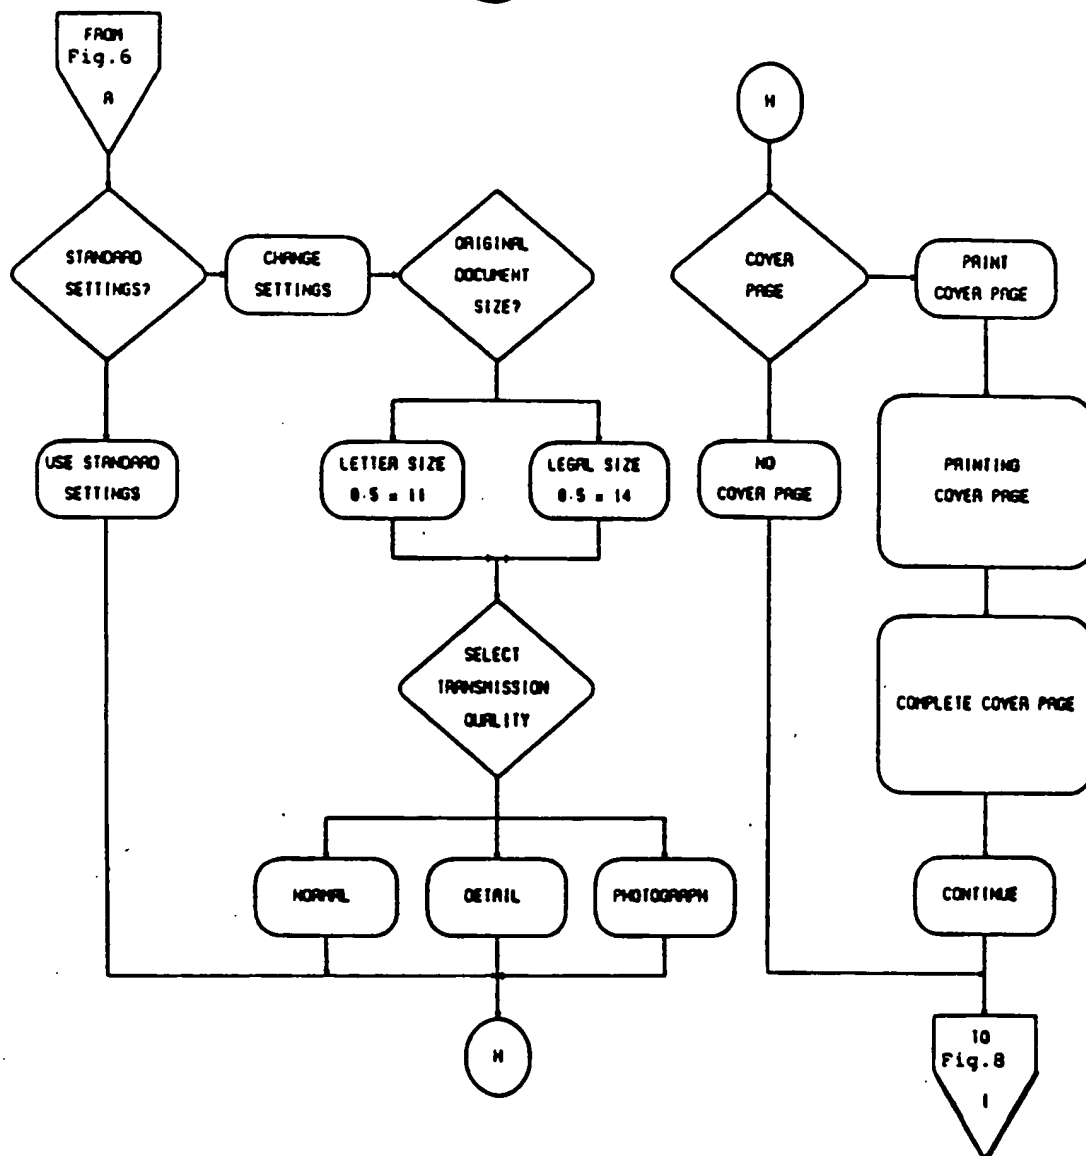 FROM
Fig.6
A
STANDARD
SETTINGS?
CHANGE
SETTINGS
ORIGINAL
DOCUMENT
SIZE?
USE STANDARD
SETTINGS
LETTER SIZE
8.5 x 11
LEGAL SIZE
8.5 x 14
SELECT
TRANSMISSION
QUALITY
NORMAL
DETAIL
PHOTOGRAPH
H
H
COVER
PAGE
PRINT
COVER PAGE
NO
COVER PAGE
PRINTING
COVER PAGE
COMPLETE COVER PAGE
CONTINUE
TO
Fig.8
I